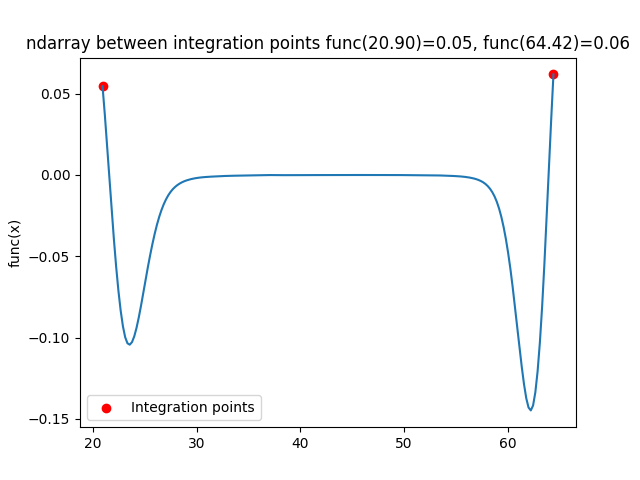 ndarray between integration points func(20.90)=0.05, func(64.42)=0.06
0.05
0.00
−0.05
−0.10
−0.15
func(x)
Integration points
20 30 40 50 60